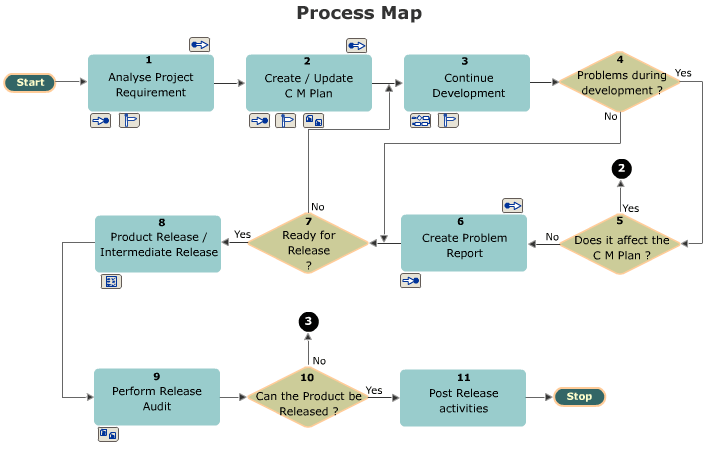 Process Map
Start
1
Analyse Project
Requirement
2
Create / Update
C M Plan
3
Continue
Development
4
Problems during
development ?
Yes
No
2
Yes
5
Does it affect the
C M Plan ?
No
6
Create Problem
Report
No
7
Ready for
Release
?
Yes
8
Product Release /
Intermediate Release
9
Perform Release
Audit
3
No
10
Can the Product be
Released ?
Yes
11
Post Release
activities
Stop